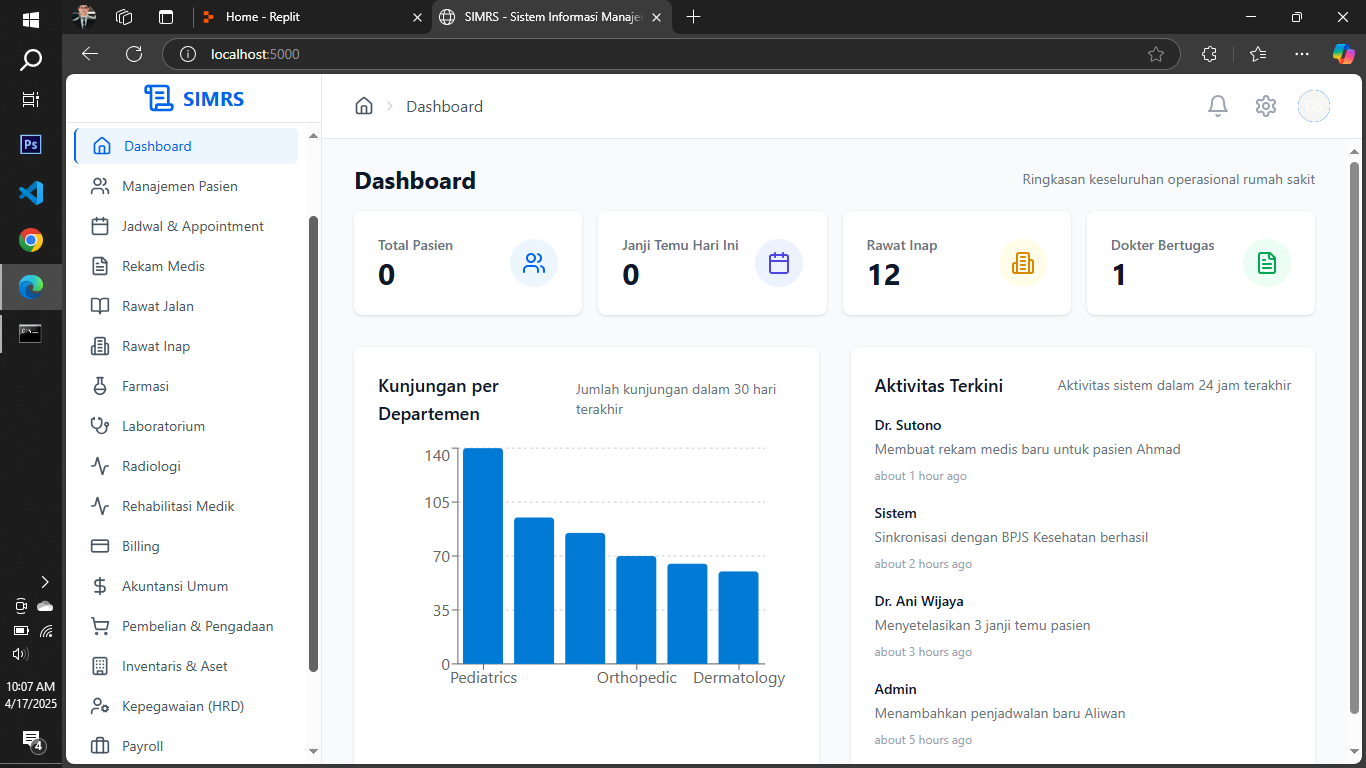 Home - Replit
SIMRS - Sistem Informasi Manaje
localhost:5000
Ps
SIMRS
Dashboard
Manajemen Pasien
Jadwal & Appointment
Rekam Medis
Rawat Jalan
Rawat Inap
Farmasi
Laboratorium
Radiologi
Rehabilitasi Medik
Billing
Akuntansi Umum
Pembelian & Pengadaan
Inventaris & Aset
Kepegawaian (HRD)
Payroll
Dashboard
DS
Dashboard
Ringkasan keseluruhan operasional rumah sakit
Total Pasien
0
Janji Temu Hari Ini
0
Rawat Inap
12
Dokter Bertugas
1
Kunjungan per
Departemen
Jumlah kunjungan dalam 30 hari
terakhir
140
105
70
35
0
Pediatrics
Orthopedic
Dermatology
Aktivitas Terkini
Aktivitas sistem dalam 24 jam terakhir
Dr. Sutono
Membuat rekam medis baru untuk pasien Ahmad
about 1 hour ago
Sistem
Sinkronisasi dengan BPJS Kesehatan berhasil
about 2 hours ago
Dr. Ani Wijaya
Menyetelasikan 3 janji temu pasien
about 3 hours ago
Admin
Menambahkan penjadwalan baru Aliwan
about 5 hours ago
10:07 AM
4/17/2025
4